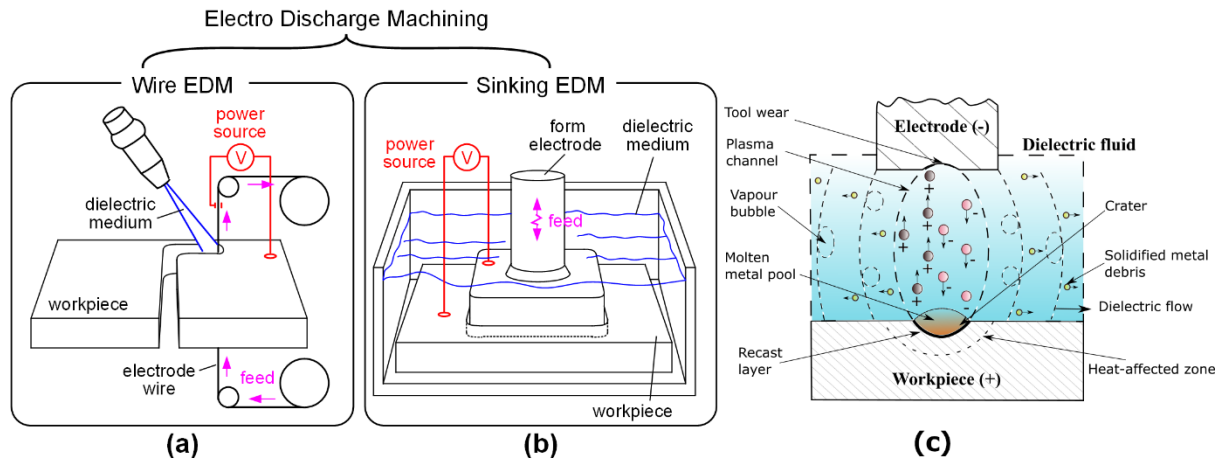 Electro Discharge Machining
Wire EDM
power
source
V
dielectric
medium
workpiece
electrode
wire
feed
(a)
Sinking EDM
power
source
V
form
electrode
dielectric
medium
feed
workpiece
(b)
Tool wear
Electrode (-)
Plasma
channel
Dielectric fluid
Vapour
bubble
Crater
Molten
metal pool
Solidified metal
debris
Dielectric flow
Recast
layer
Workpiece (+)
Heat-affected zone
+
+
+
+
+
-
-
-
-
(c)